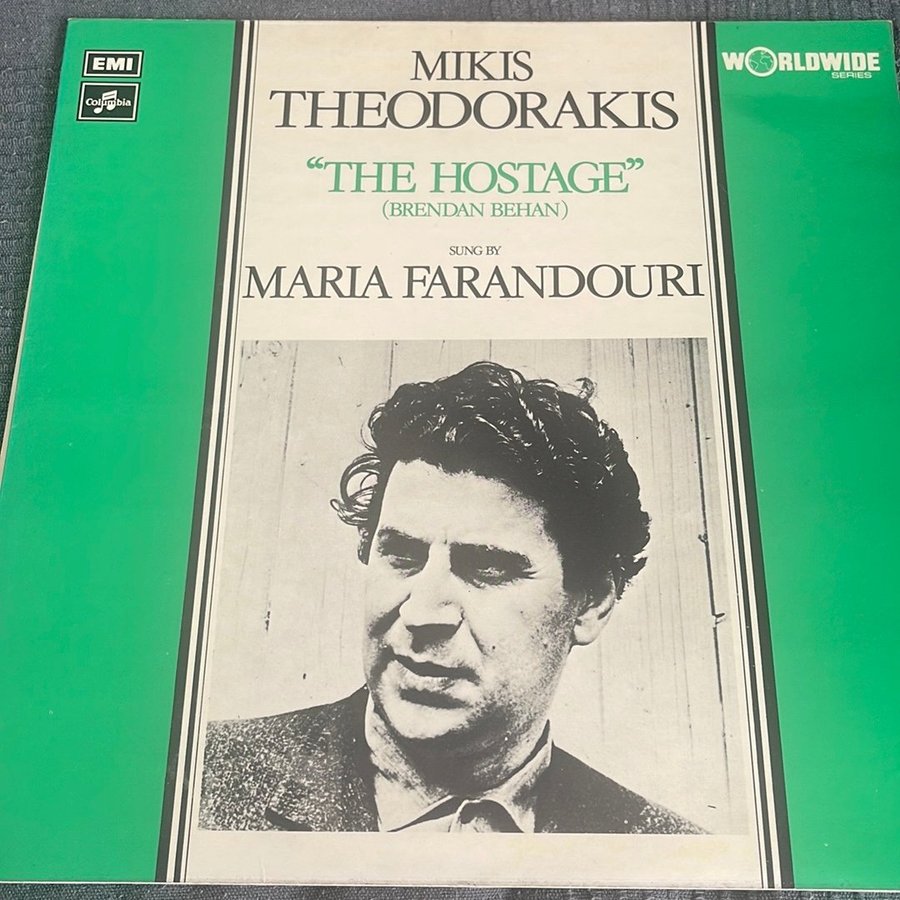 EMI
Columbia
WORLDWIDE
SERIES
MIKIS
THEODORAKIS
“THE HOSTAGE”
(BRENDAN BEHAN)
SUNG BY
MARIA FARANDOURI